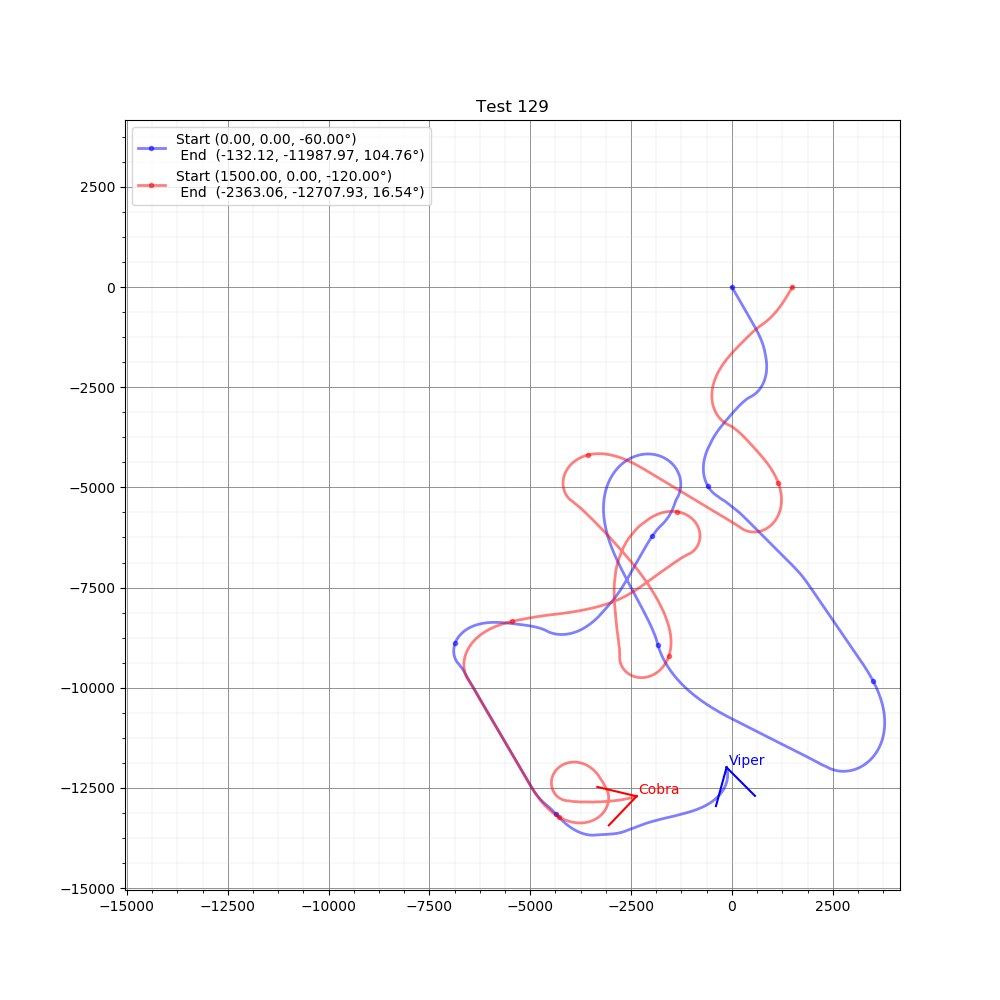 Test 129
Start (0.00, 0.00, -60.00°)
End (-132.12, -11987.97, 104.76°)
Start (1500.00, 0.00, -120.00°)
End (-2363.06, -12707.93, 16.54°)
2500
0
−2500
−5000
−7500
−10000
−12500
−15000
Viper
Cobra
−15000 −12500 −10000 −7500 −5000 −2500 0 2500